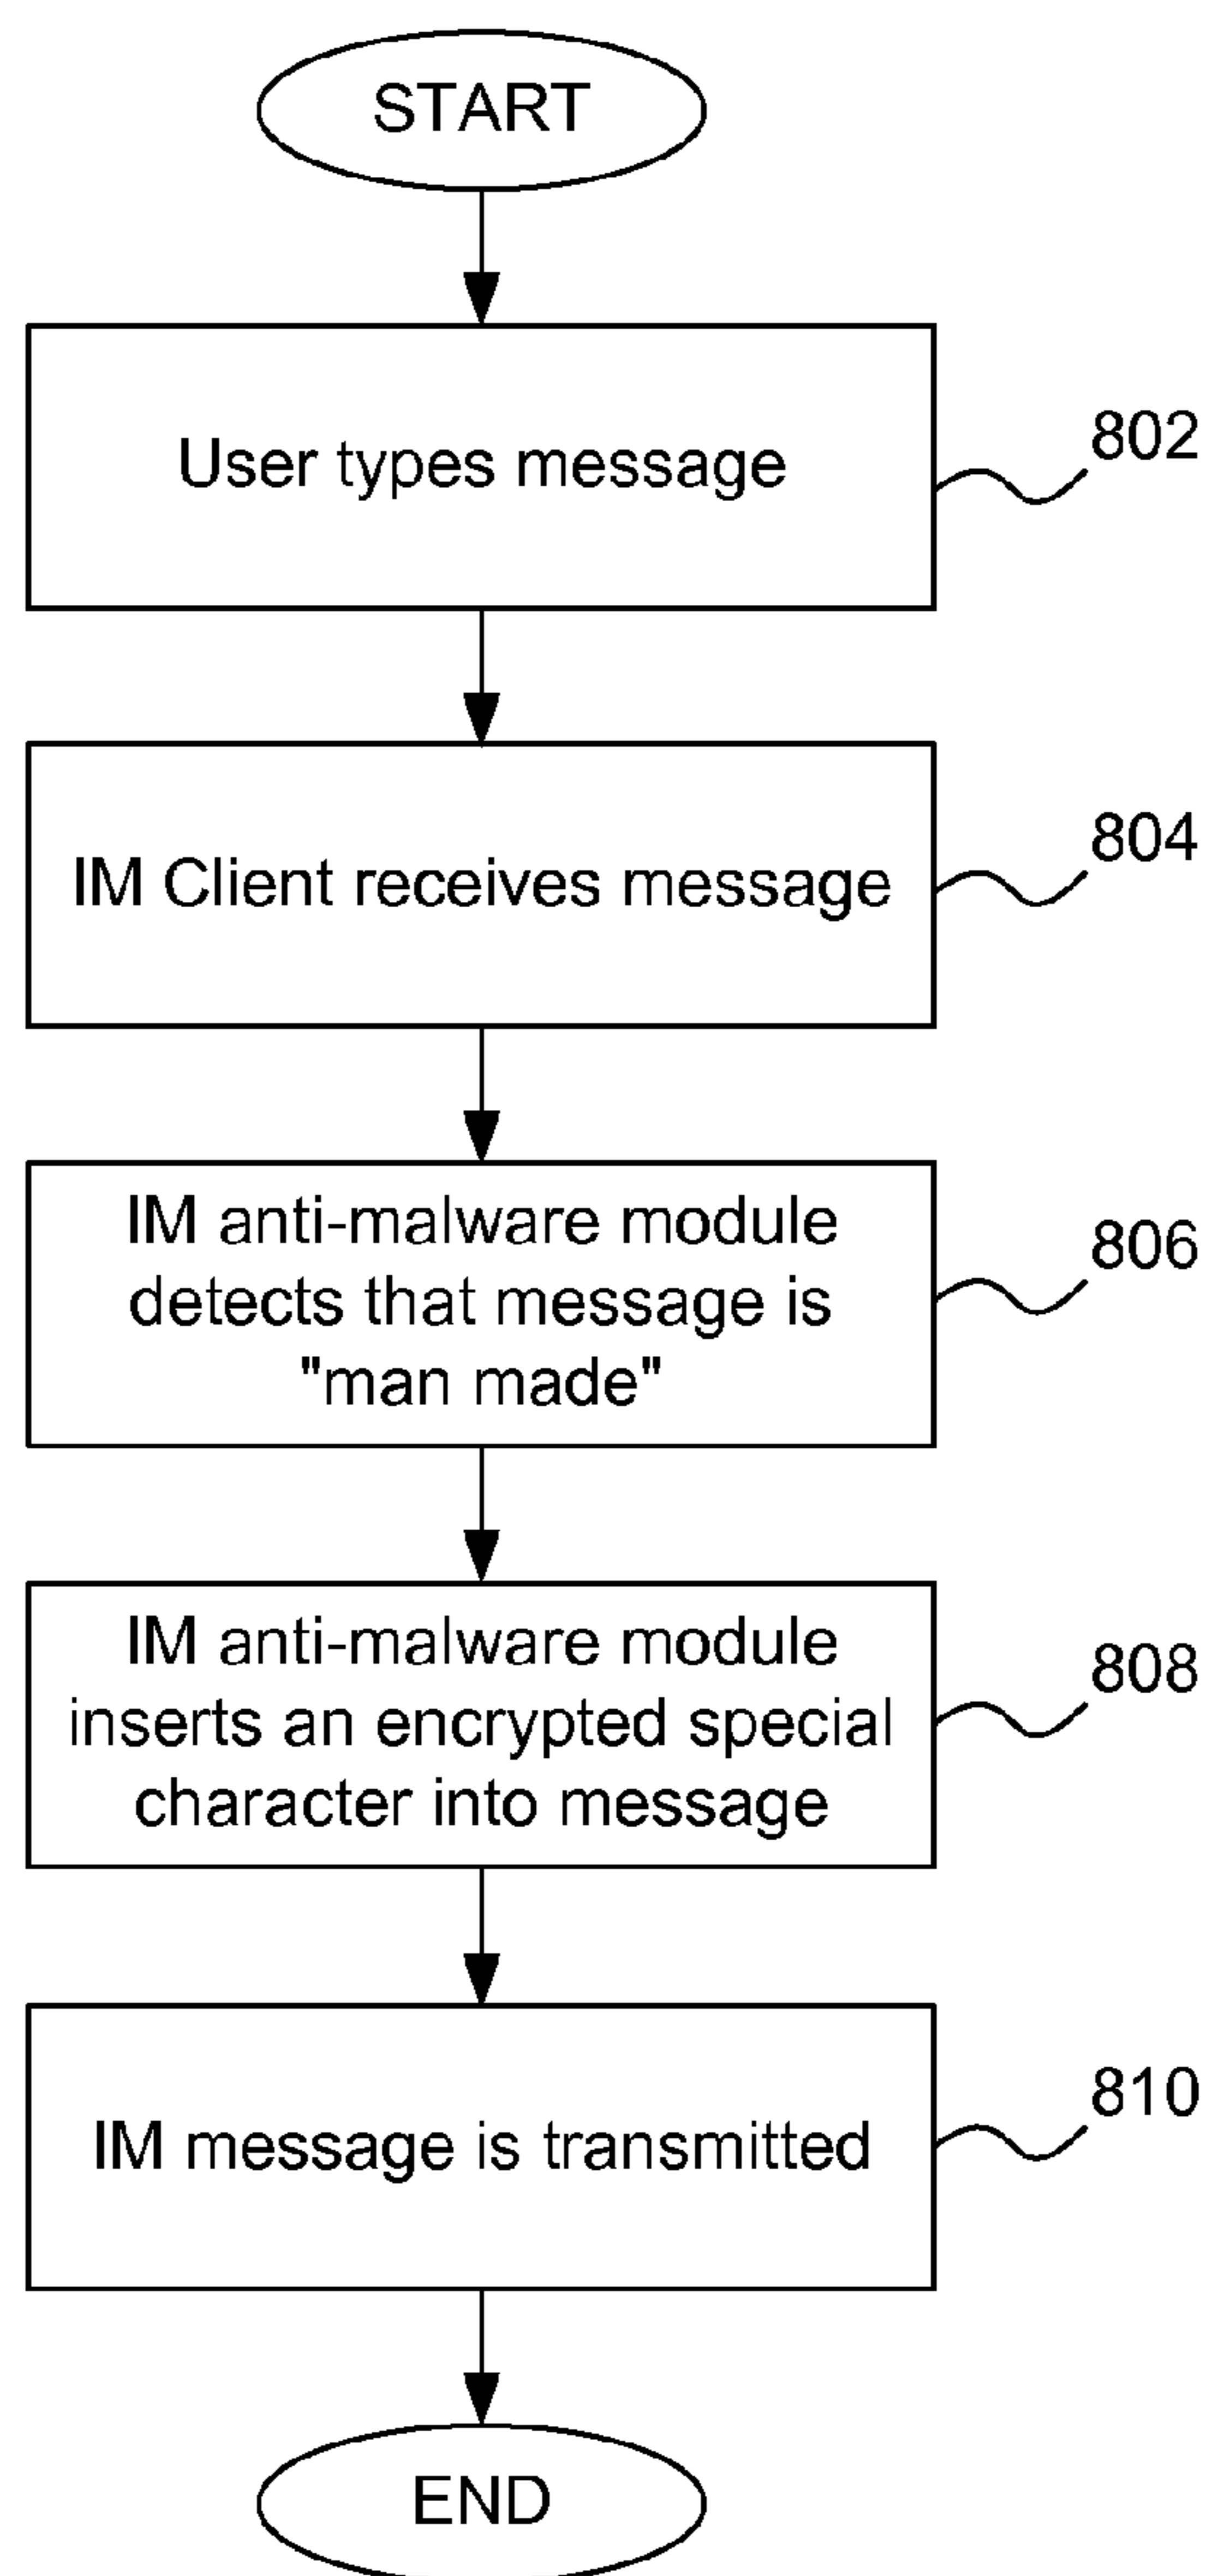 START
User types message
802
IM Client receives message
804
IM anti-malware module
detects that message is
"man made"
806
IM anti-malware module
inserts an encrypted special
character into message
808
IM message is transmitted
810
END